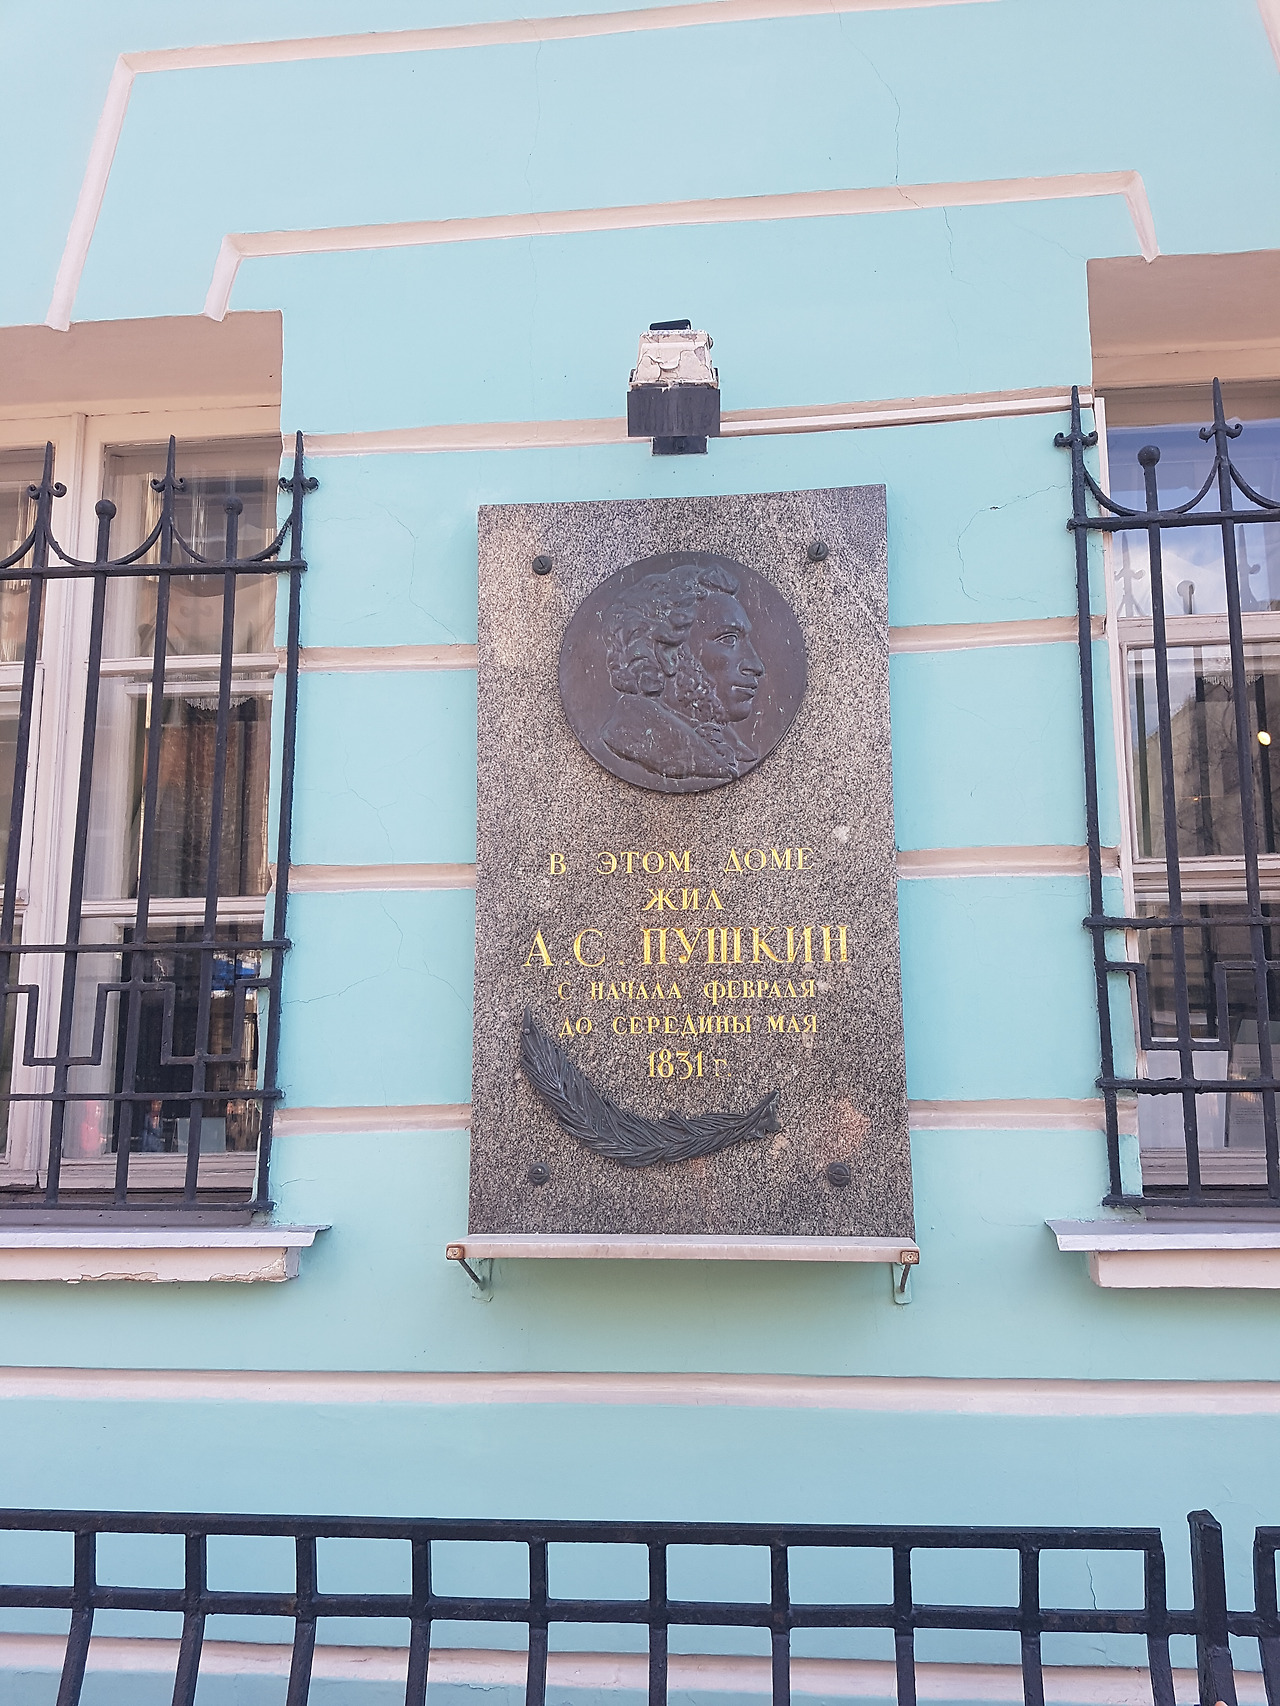 В ЭТОМ ДОМЕ
ЖИЛ
А. С. ПУШКИН
С НАЧАЛА ФЕВРАЛЯ
ДО СЕРЕДИНЫ МАЯ
1831 г.